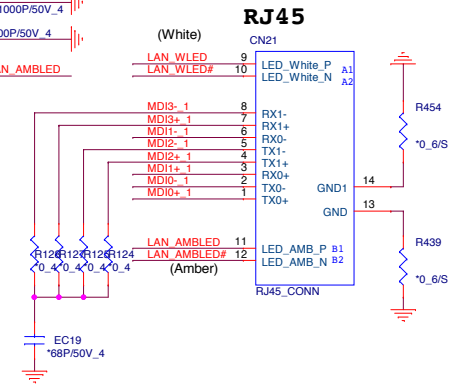 1000P/50V_4
00P/50V_4
AN_AMBLED
RJ45
(White)
CN21
LAN_WLED 9 LED_White_P A1
LAN_WLED# 10 LED_White_N A2
MDI3-_1 8 RX1-
MDI3+_1 7 RX1+
MDI1-_1 6 RX0-
MDI2-_1 5 TX1-
MDI2+_1 4 TX1+
MDI1+_1 3 RX0+
MDI0-_1 2 TX0-
MDI0+_1 1 TX0+
14 GND1
13 GND
R454
*0_6/S
R439
*0_6/S
LAN_AMBLED 11 LED_AMB_P B1
LAN_AMBLED# 12 LED_AMB_N B2
(Amber)
RJ45_CONN
R124
0_4
EC19
*68P/50V_4